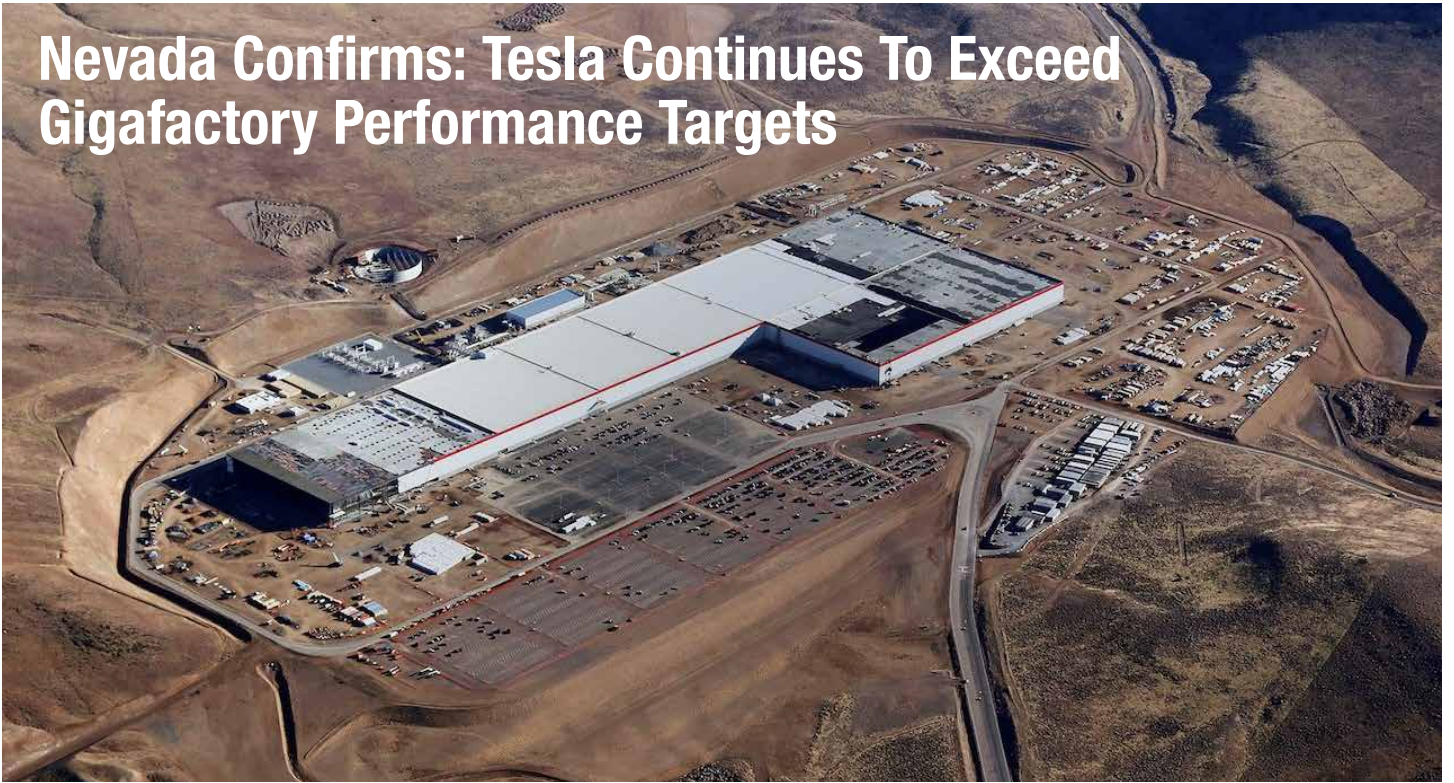 Nevada Confirms: Tesla Continues To Exceed
Gigafactory Performance Targets